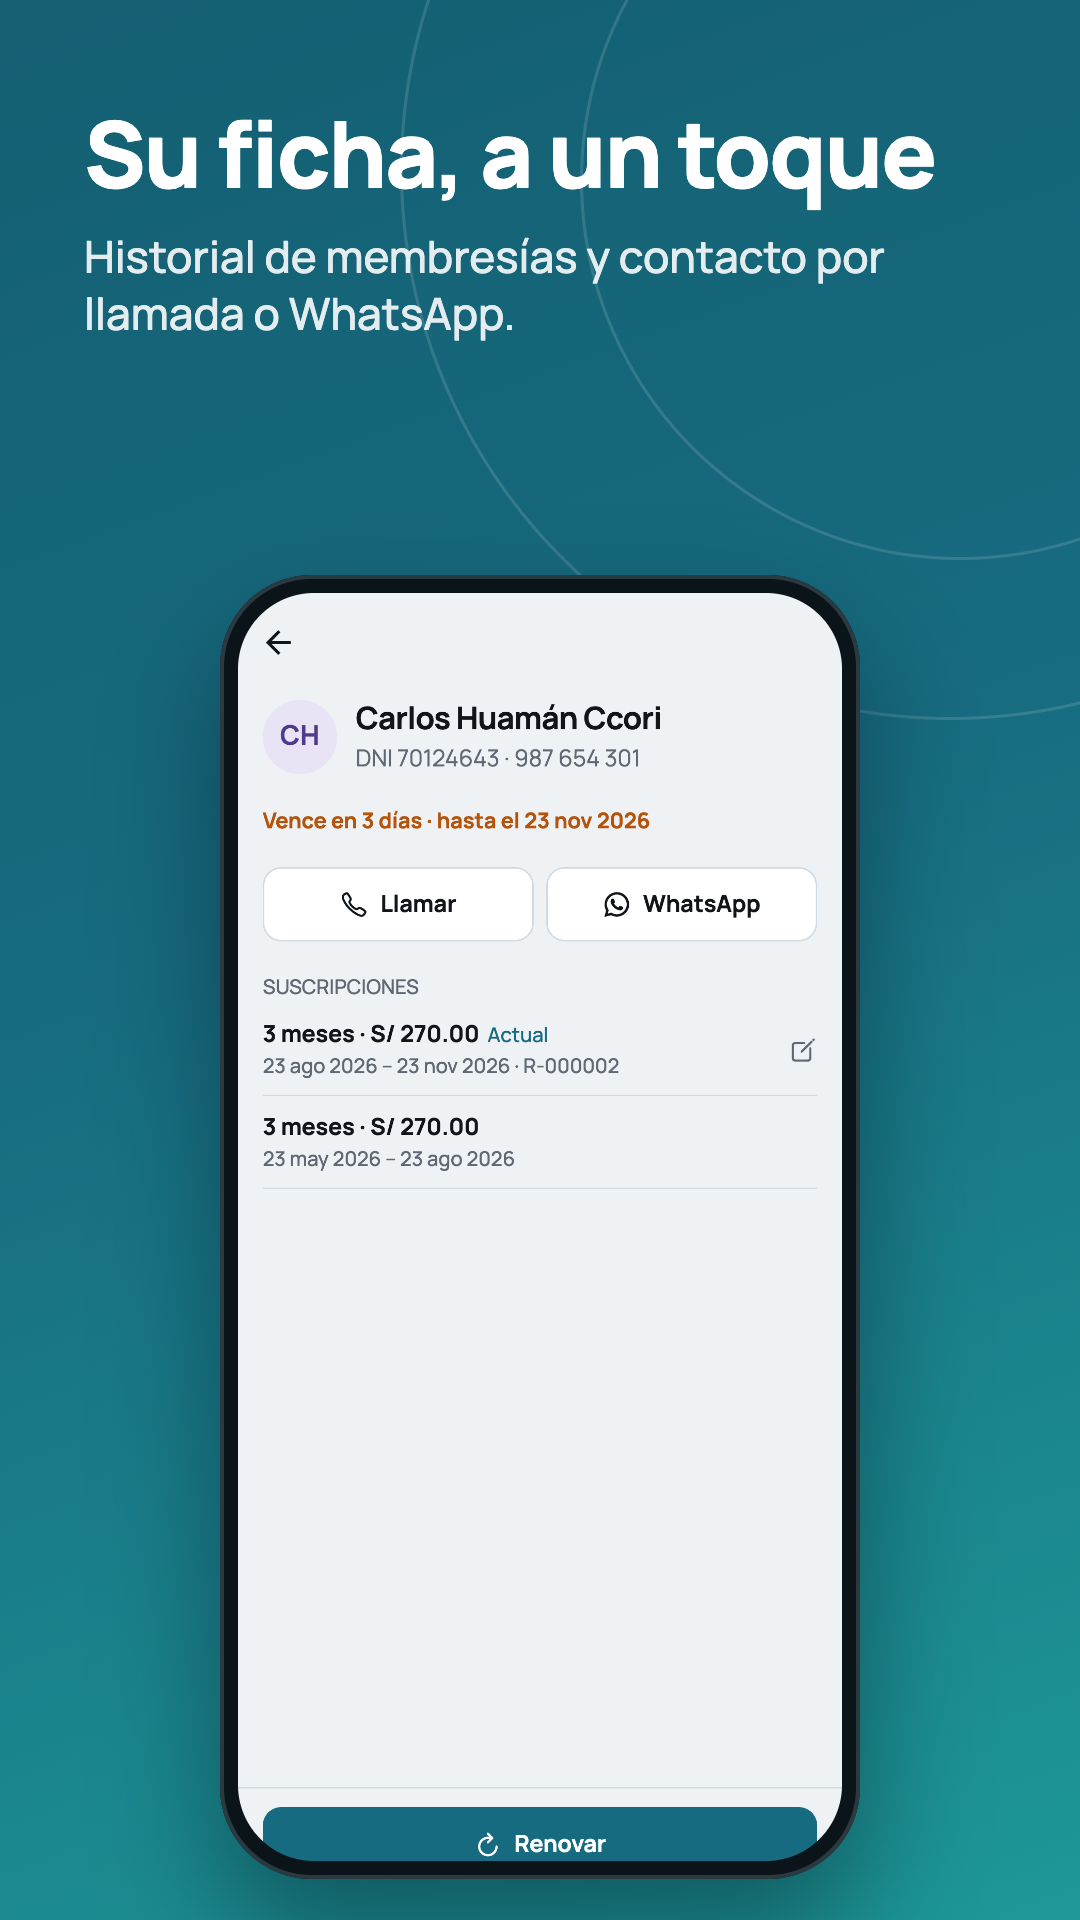 Su ficha, a un toque
Historial de membresías y contacto por
llamada o WhatsApp.
CH
Carlos Huamán Ccori
DNI 70124643 · 987 654 301
Vence en 3 días · hasta el 23 nov 2026
Llamar
WhatsApp
SUSCRIPCIONES
3 meses · S/ 270.00 Actual
23 ago 2026 – 23 nov 2026 · R-000002
3 meses · S/ 270.00
23 may 2026 – 23 ago 2026
Renovar